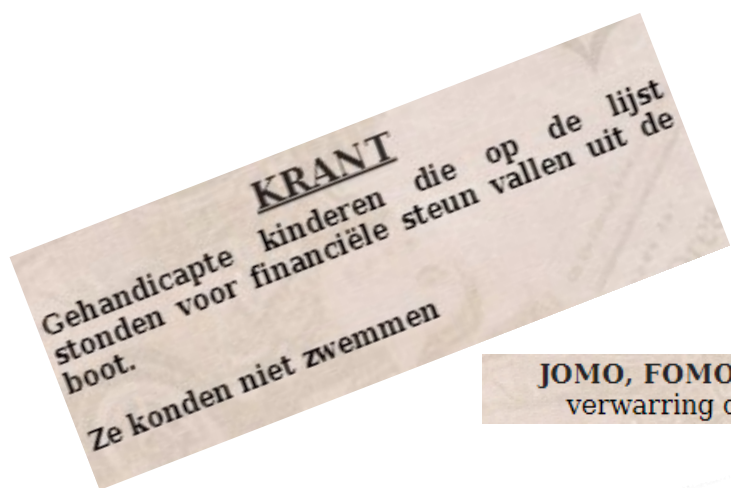 KRANT
Gehandicapte kinderen die op de lijst
stonden voor financiële steun vallen uit de
boot.
Ze konden niet zwemmen
JOMO, FOMO
verwarring